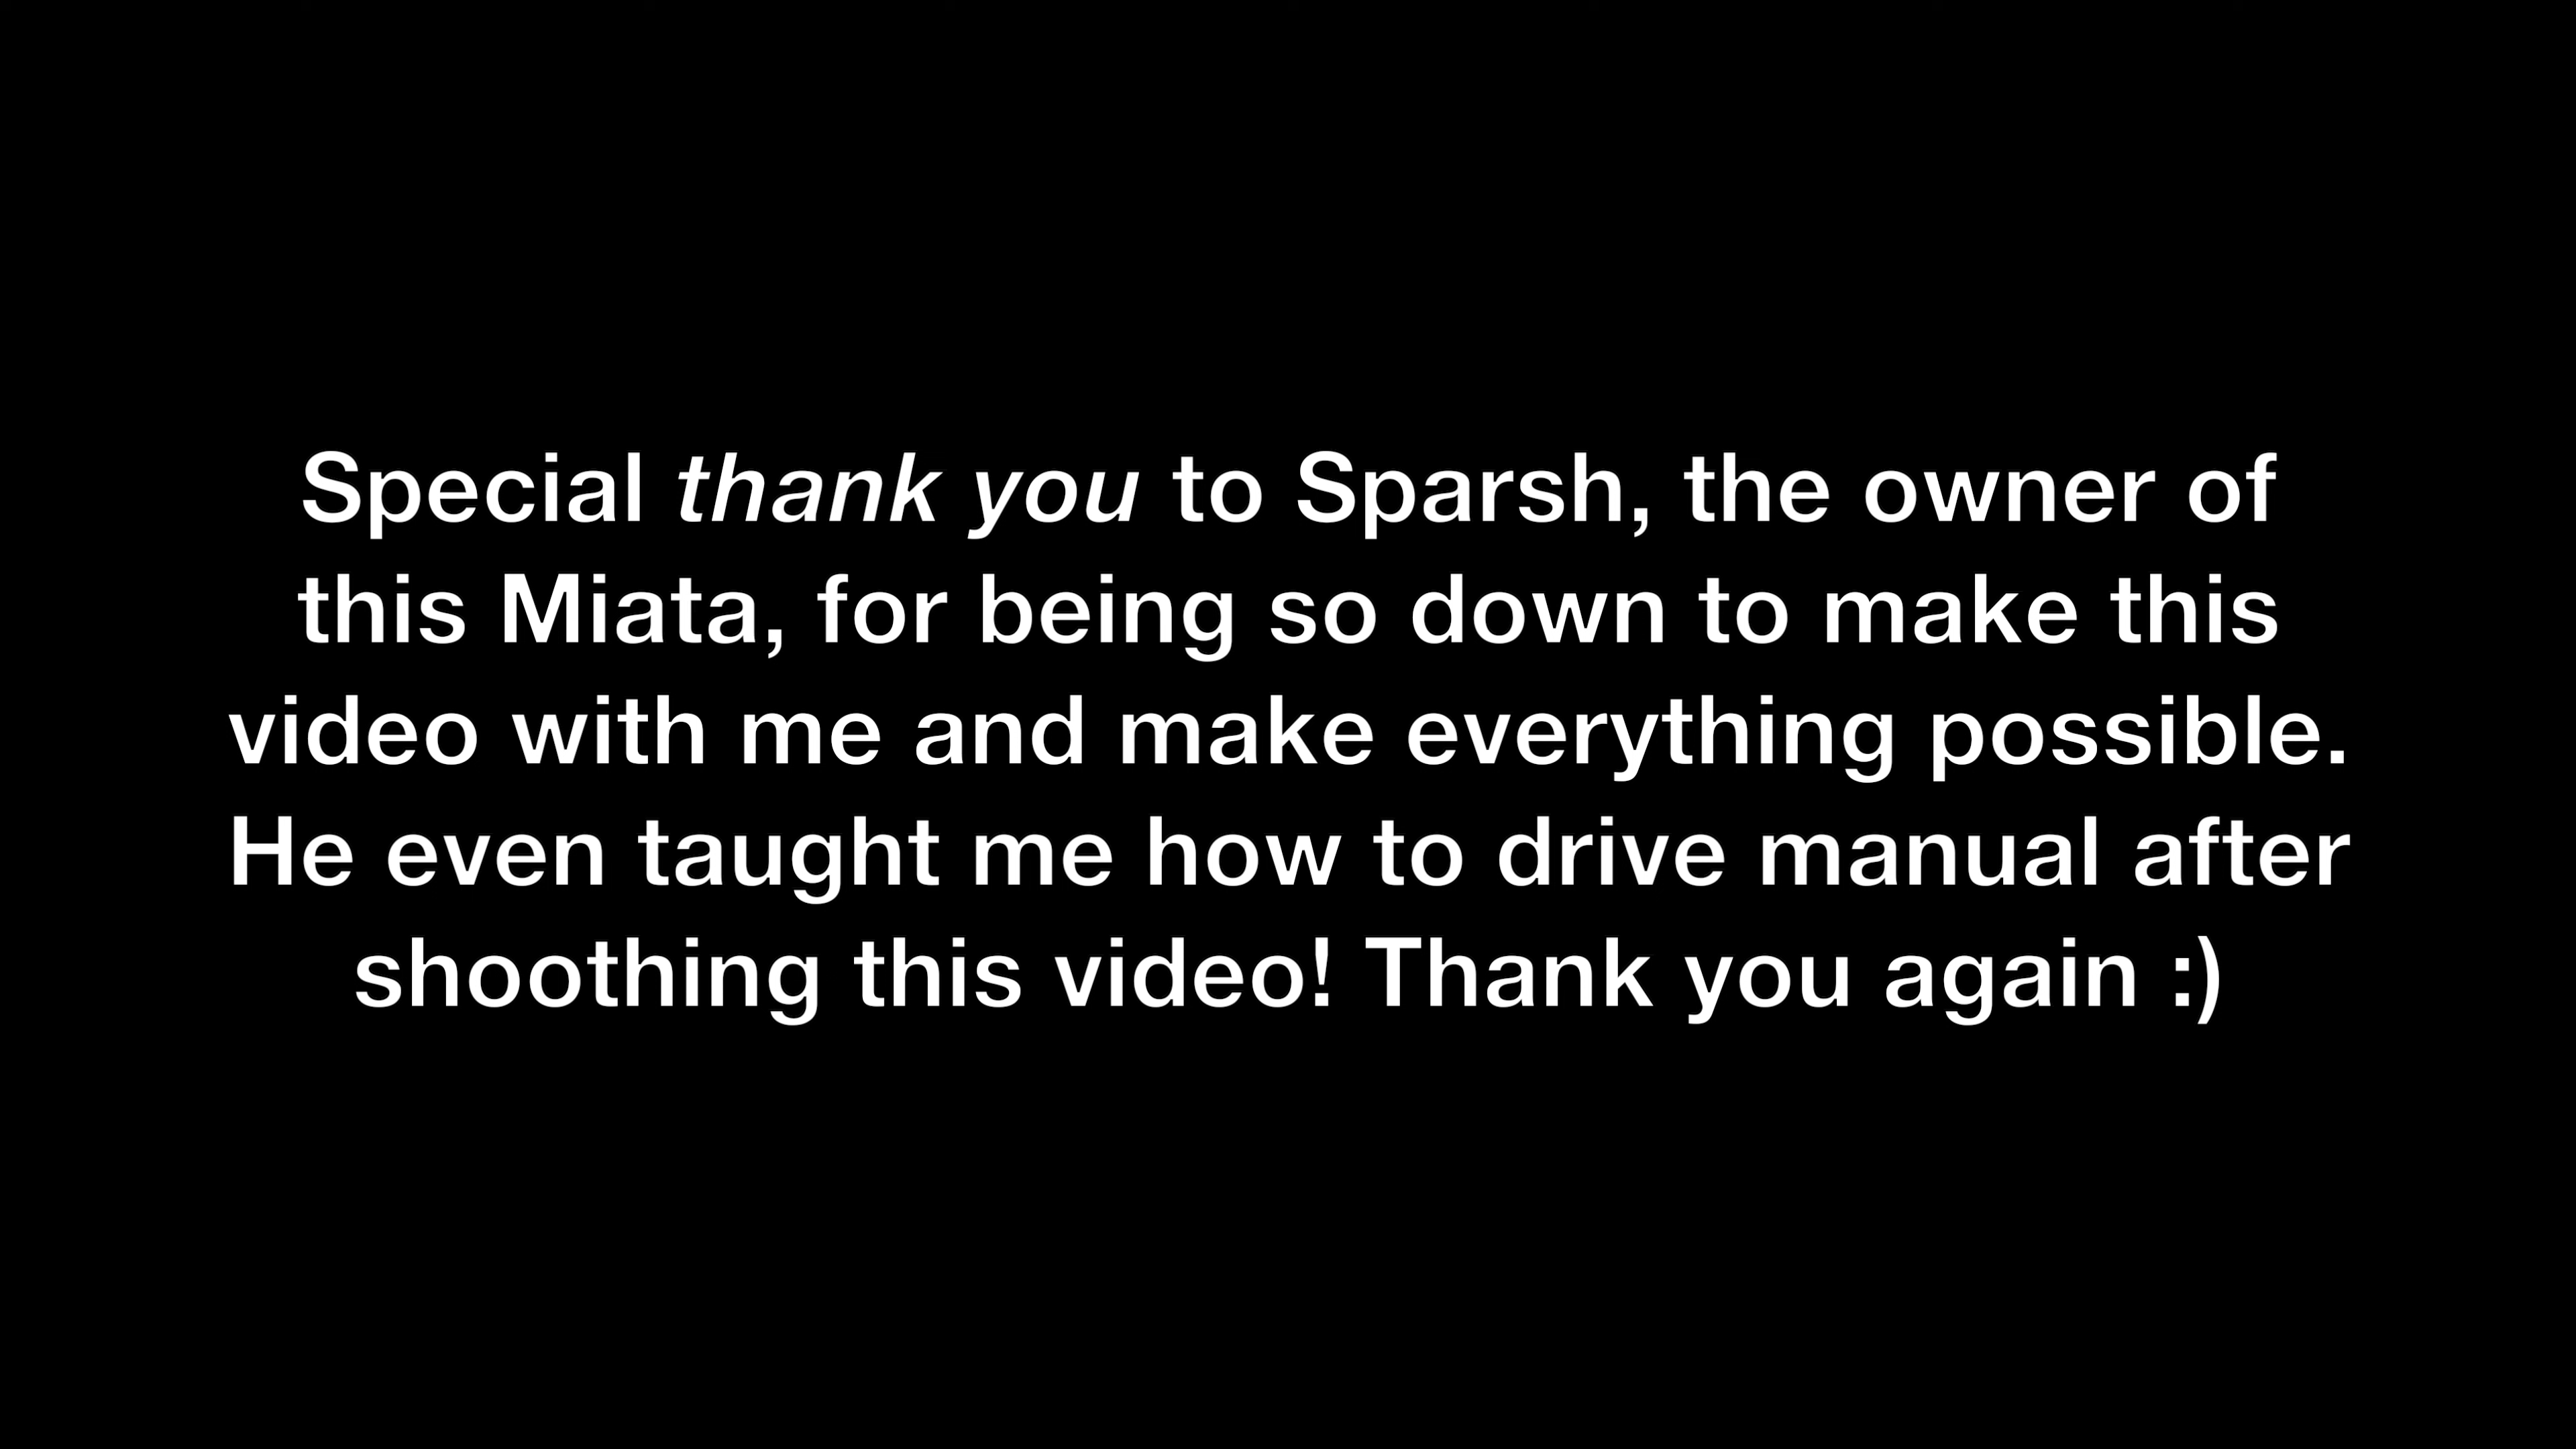 Special thank you to Sparsh, the owner of
this Miata, for being so down to make this
video with me and make everything possible.
He even taught me how to drive manual after
shoothing this video! Thank you again :)